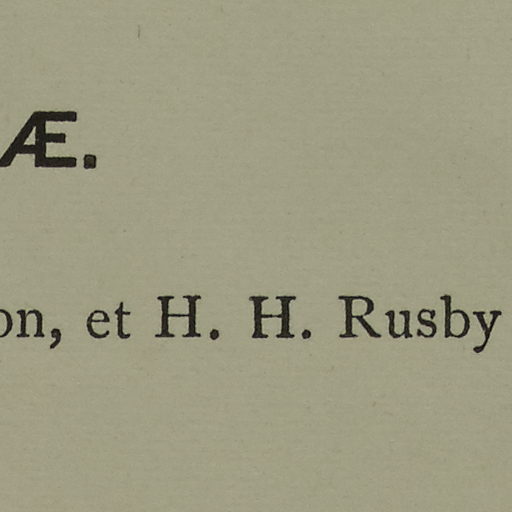 Æ.
on, et H. H. Rusby